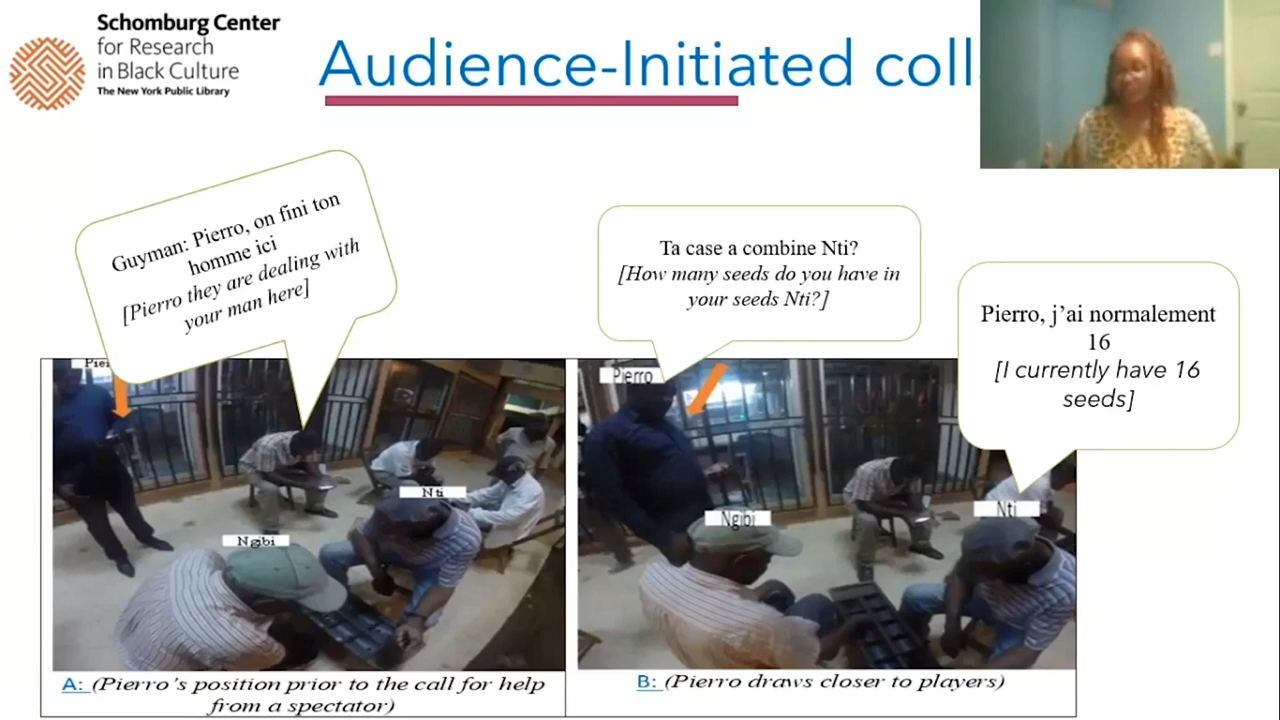 Schomburg Center
for Research
in Black Culture
The New York Public Library
Audience-Initiated coll
Guyman: Pierro, on fini ton
homme ici
[Pierro they are dealing with
your man here]
Ta case a combine Nti?
[How many seeds do you have in
your seeds Nti?]
Pierro, j’ai normalement
16
[I currently have 16
seeds]
Nti
Ngibi
Pierro
Ngibi
Nti
A: (Pierro’s position prior to the call for help
from a spectator)
B: (Pierro draws closer to players)